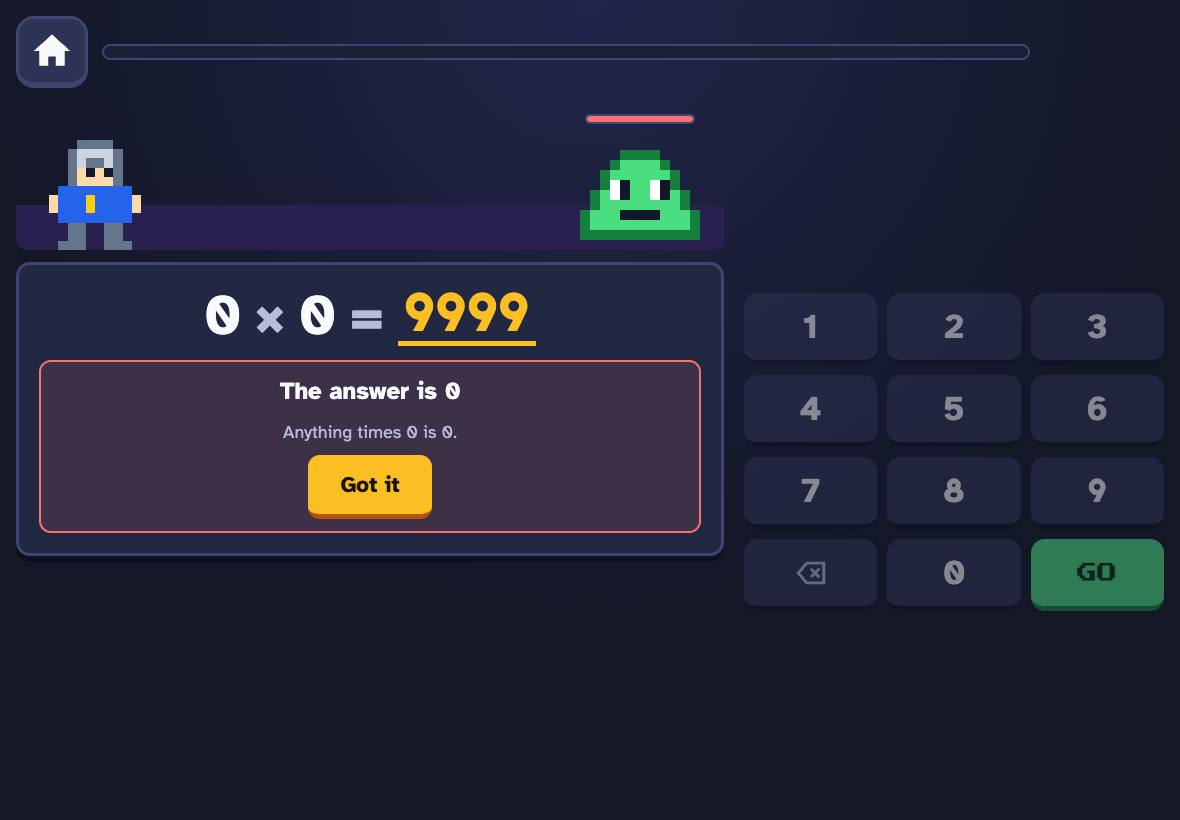 0 × 0 = 9999
The answer is 0
Anything times 0 is 0.
Got it
1 2 3
4 5 6
7 8 9
0 GO